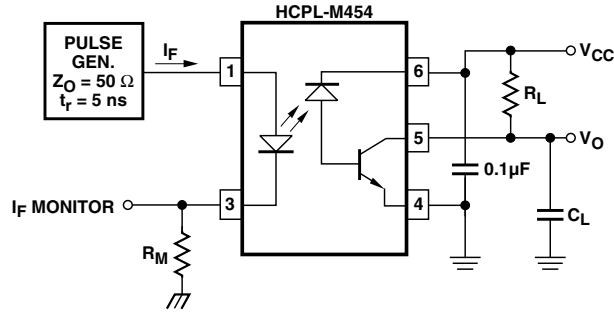 HCPL-M454
PULSE
GEN.
Z_O = 50 Ω
t_r = 5 ns
I_F
1
6
V_CC
R_L
5
V_O
0.1µF
I_F MONITOR
3
4
C_L
R_M